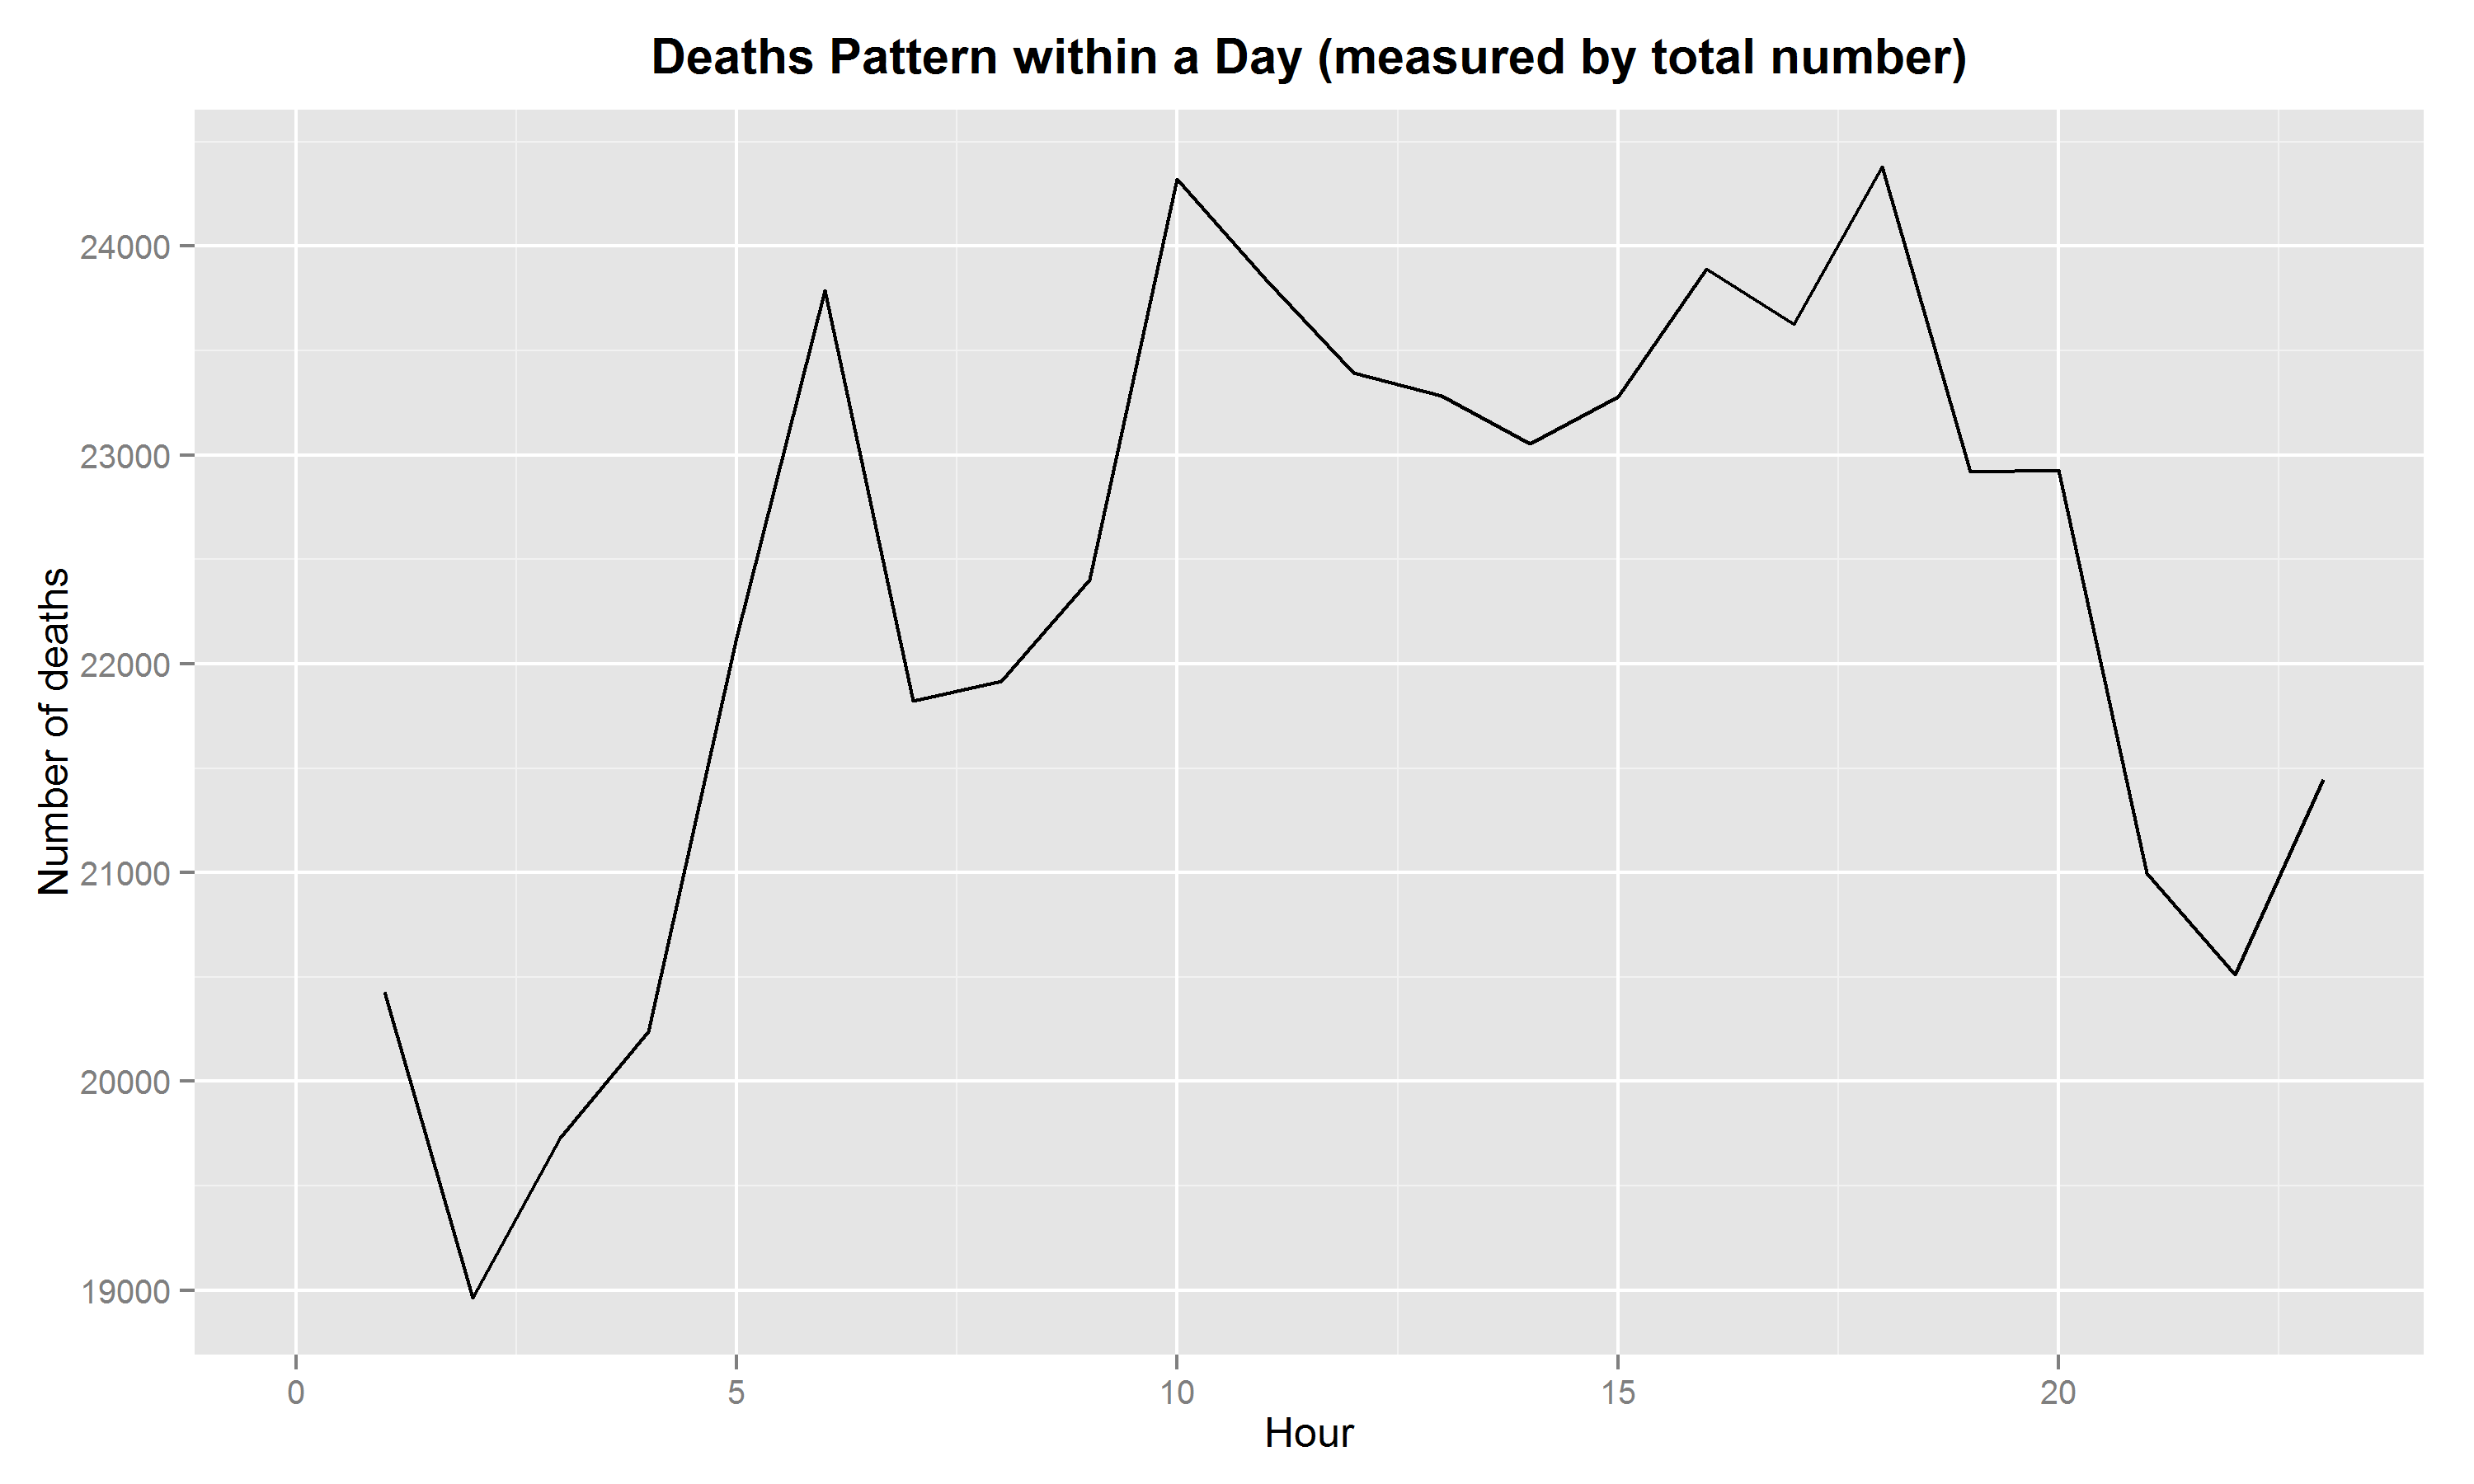 Deaths Pattern within a Day (measured by total number)
Number of deaths
24000
23000
22000
21000
20000
19000
0 5 10 15 20
Hour